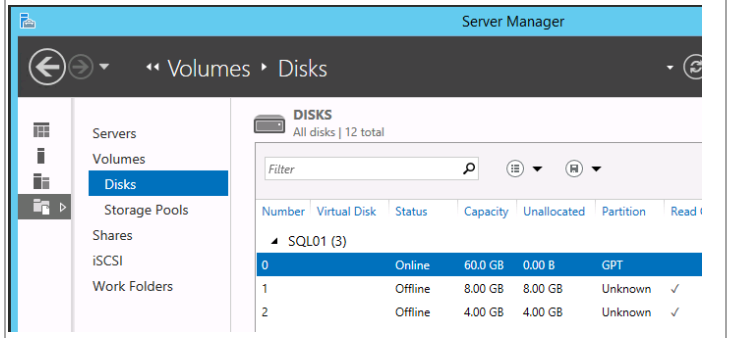 Server Manager
Volumes Disks
DISKS
All disks | 12 total
Servers
Volumes
Disks
Storage Pools
Shares
iSCSI
Work Folders
Filter
Number Virtual Disk Status Capacity Unallocated Partition Read
SQL01 (3)
0 Online 60.0 GB 0.00 B GPT
1 Offline 8.00 GB 8.00 GB Unknown ✓
2 Offline 4.00 GB 4.00 GB Unknown ✓